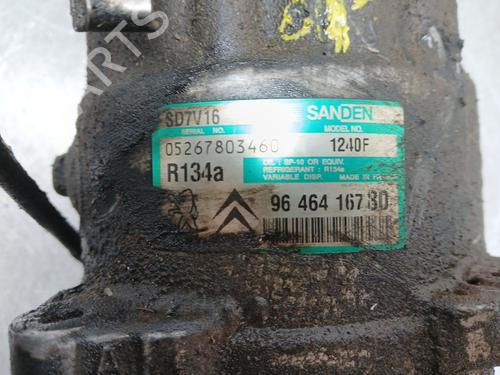 SD7V16 SANDEN
SERIAL NO. MODEL NO.
05267803460 1240F
R134a
OIL : SP-10 OR EQUIV.
REFRIGERANT : R134a
VARIABLE DISP. MADE IN
96 464 167 80
PARTS